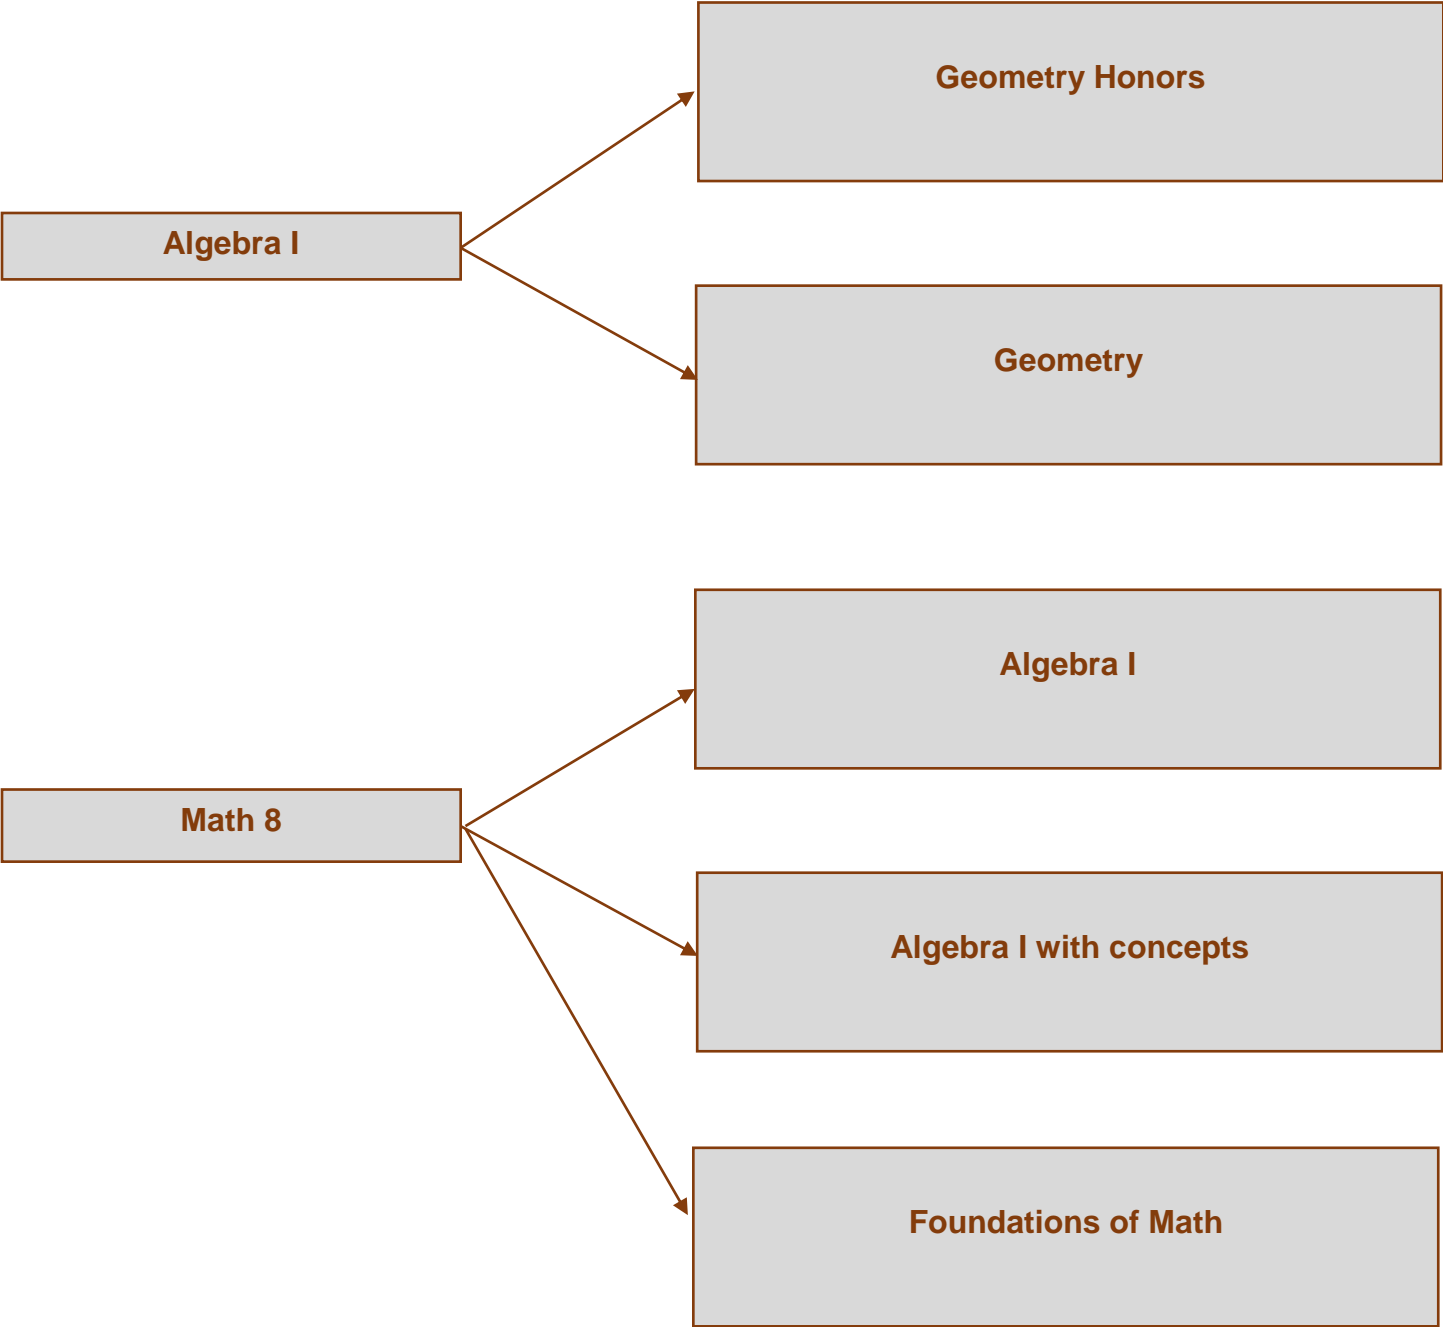 Geometry Honors
Algebra I
Geometry
Algebra I
Math 8
Algebra I with concepts
Foundations of Math